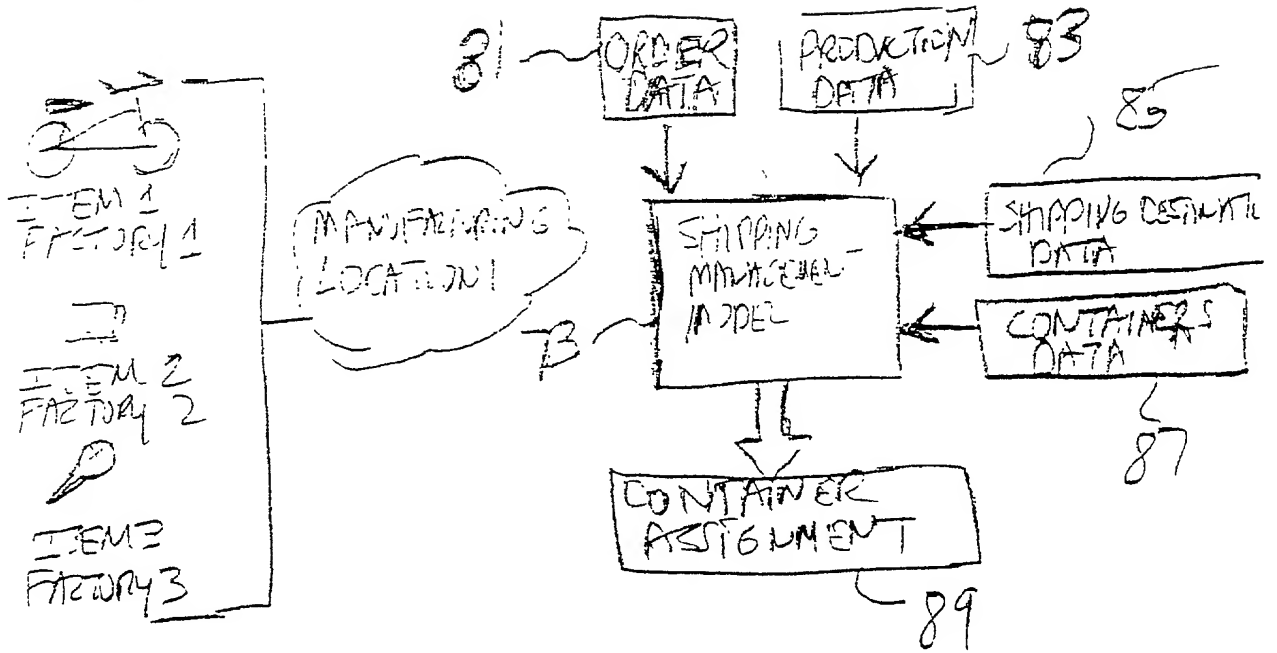 81
ORDER
DATA
PRODUCTION
DATA
83
85
ITEM 1
FACTORY 1
MANUFACTURING
LOCATION 1
SHIPPING
MANAGEMENT
MODEL
73
SHIPPING DESTINATI
DATA
CONTAINERS
DATA
87
ITEM 2
FACTORY 2
CONTAINER
ASSIGNMENT
89
ITEM 3
FACTORY 3